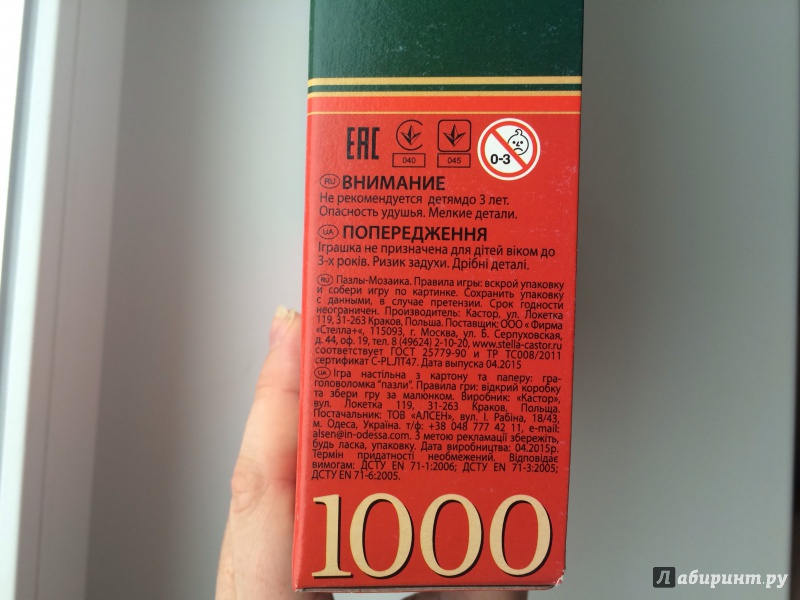 EAC
040
045
0-3
RU ВНИМАНИЕ
Не рекомендуется детямдо 3 лет.
Опасность удушья. Мелкие детали.
UA ПОПЕРЕДЖЕННЯ
Іграшка не призначена для дітей віком до
3-х років. Ризик задухи. Дрібні деталі.
RU Пазлы-Мозаика. Правила игры: вскрой упаковку
и собери игру по картинке. Сохранить упаковку
с данными, в случае претензии. Срок годности
неограничен. Производитель: Кастор, ул. Локетка
119, 31-263 Краков, Польша. Поставщик: ООО « Фирма
«Стелла+«, 115093, г. Москва, ул. Б. Серпуховская,
д. 44, оф. 19, тел. 8 (49624) 2-10-20, www.stella-castor.ru
соответствует ГОСТ 25779-90 и ТР ТС008/2011
сертификат C-PL.ЛТ47. Дата выпуска 04.2015
UA Ігра настільна з картону та паперу: гра-
головоломка "пазли". Правила гри: відкрий коробку
та збери гру за малюнком. Виробник: «Кастор»,
вул. Локетка 119, 31-263 Краков, Польща.
Постачальник: ТОВ «АЛСЕН», вул. І. Рабіна, 18/43,
м. Одеса, Україна. т/ф: +38 048 777 42 11, e-mail:
alsen@in-odessa.com. З метою рекламації збережіть,
будь ласка, упаковку. Дата виробництва: 04.2015р.
Термін придатності необмежений. Відповідає
вимогам: ДСТУ EN 71-1:2006; ДСТУ EN 71-3:2005;
ДСТУ EN 71-6:2005.
1000
Лабиринт.ру